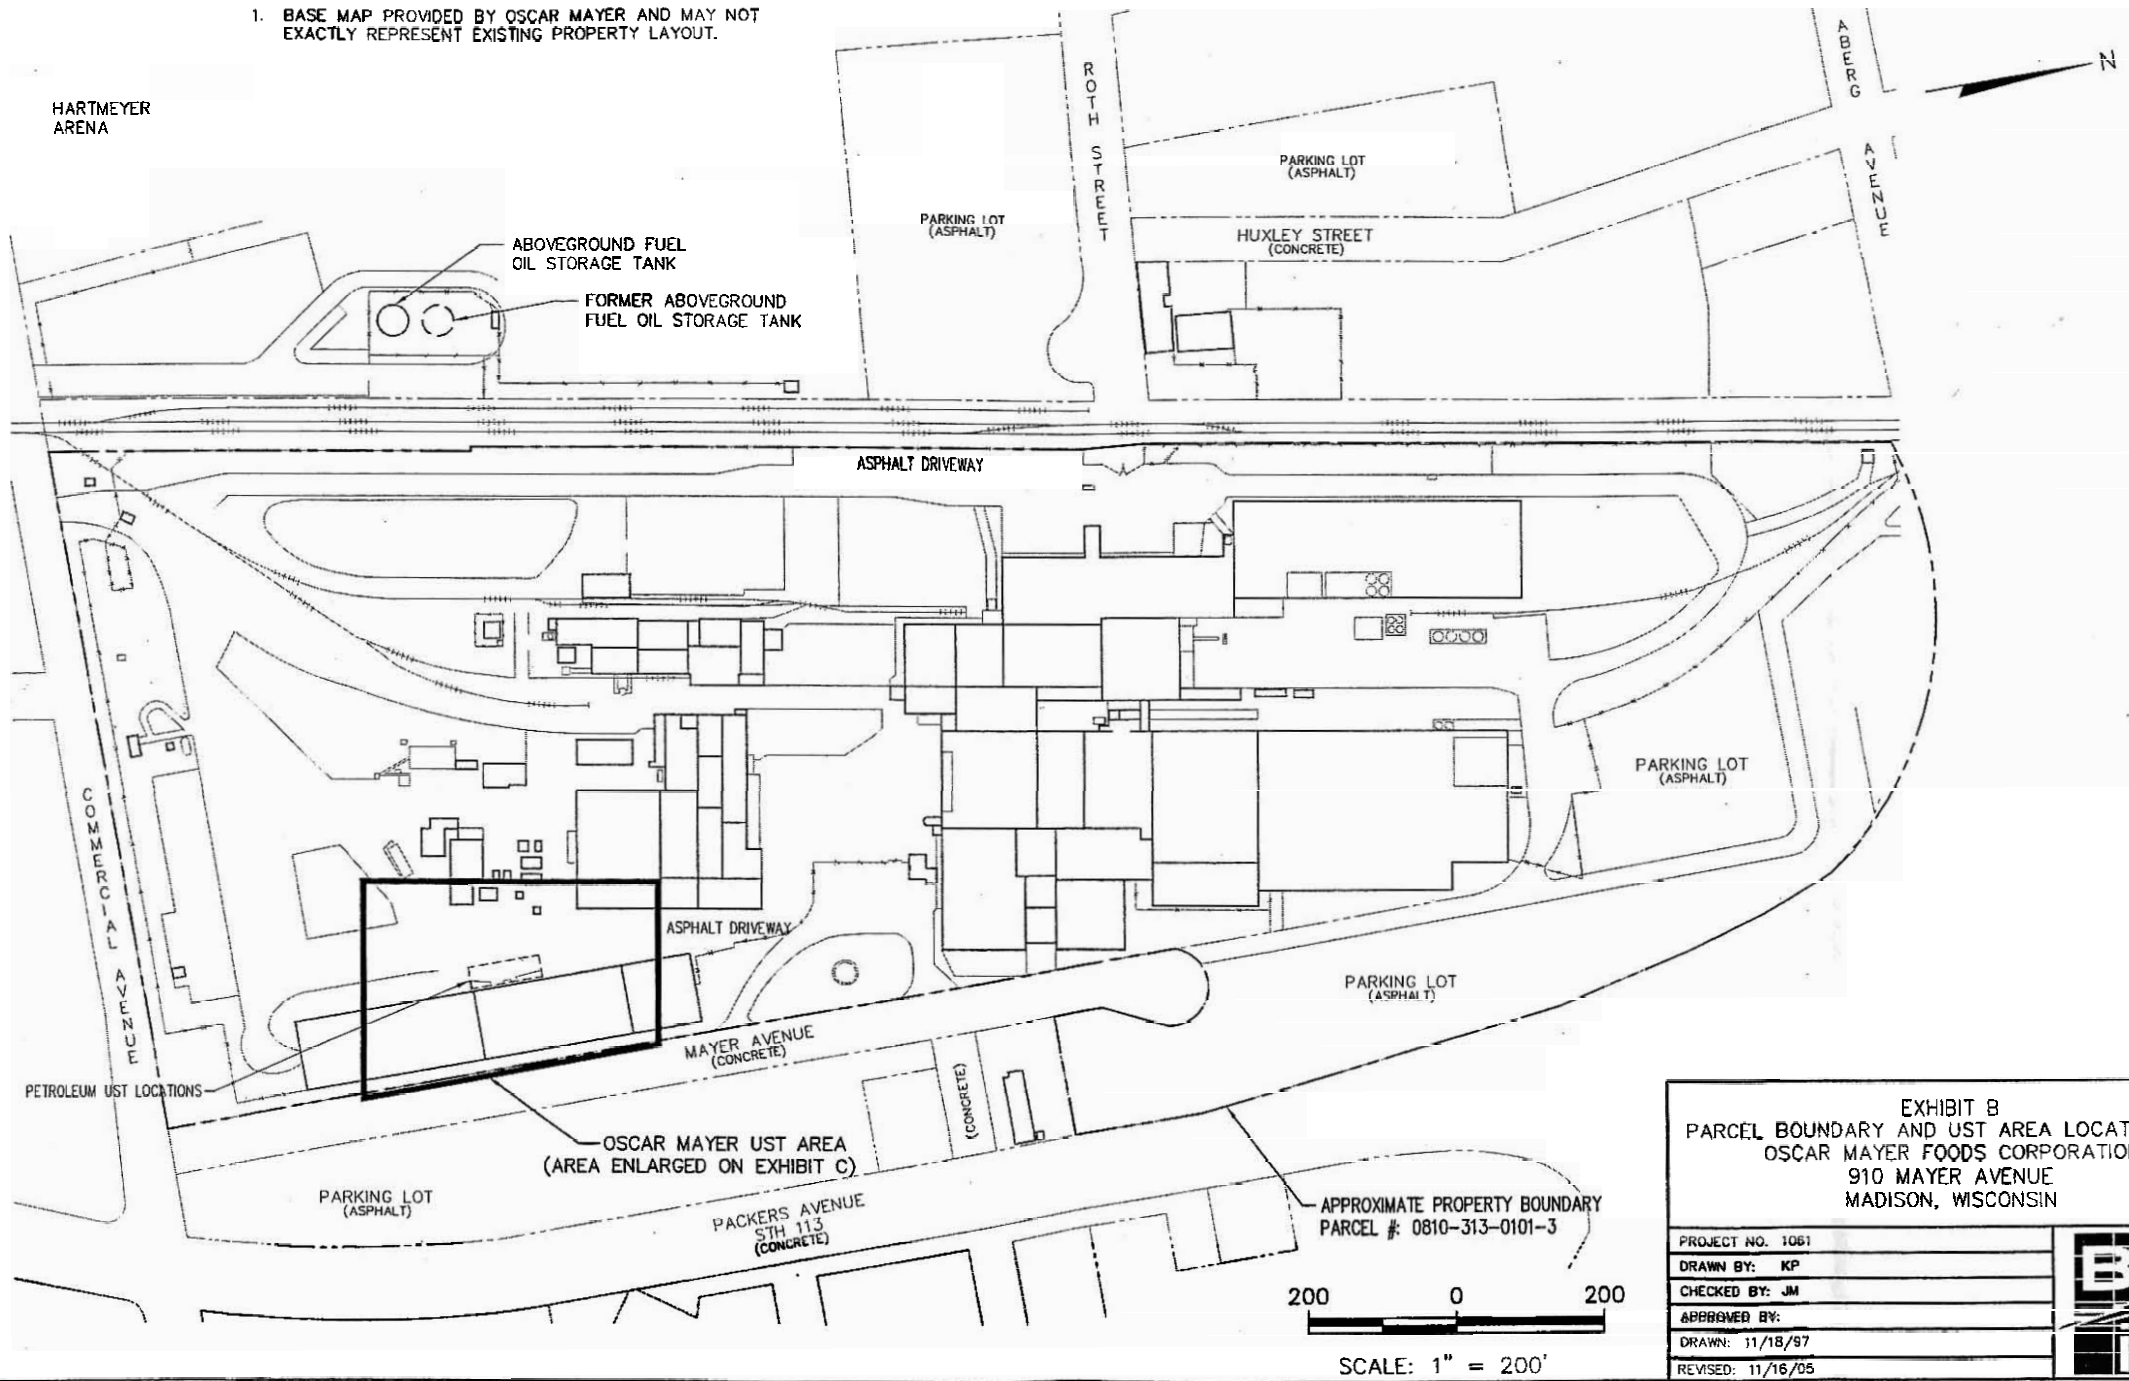 1. BASE MAP PROVIDED BY OSCAR MAYER AND MAY NOT
EXACTLY REPRESENT EXISTING PROPERTY LAYOUT.
HARTMEYER
ARENA
ABOVEGROUND FUEL
OIL STORAGE TANK
FORMER ABOVEGROUND
FUEL OIL STORAGE TANK
PARKING LOT
(ASPHALT)
ROTH STREET
PARKING LOT
(ASPHALT)
HUXLEY STREET
(CONCRETE)
ABERG AVENUE
N
ASPHALT DRIVEWAY
COMMERCIAL AVENUE
PARKING LOT
(ASPHALT)
ASPHALT DRIVEWAY
PARKING LOT
(ASPHALT)
MAYER AVENUE
(CONCRETE)
(CONCRETE)
PETROLEUM UST LOCATIONS
OSCAR MAYER UST AREA
(AREA ENLARGED ON EXHIBIT C)
PARKING LOT
(ASPHALT)
PACKERS AVENUE
STH 113
(CONCRETE)
APPROXIMATE PROPERTY BOUNDARY
PARCEL #: 0810-313-0101-3
200 0 200
SCALE: 1" = 200'
EXHIBIT B
PARCEL BOUNDARY AND UST AREA LOCAT
OSCAR MAYER FOODS CORPORATIO
910 MAYER AVENUE
MADISON, WISCONSIN
PROJECT NO. 1061
DRAWN BY: KP
CHECKED BY: JM
APPROVED BY:
DRAWN: 11/18/97
REVISED: 11/16/05